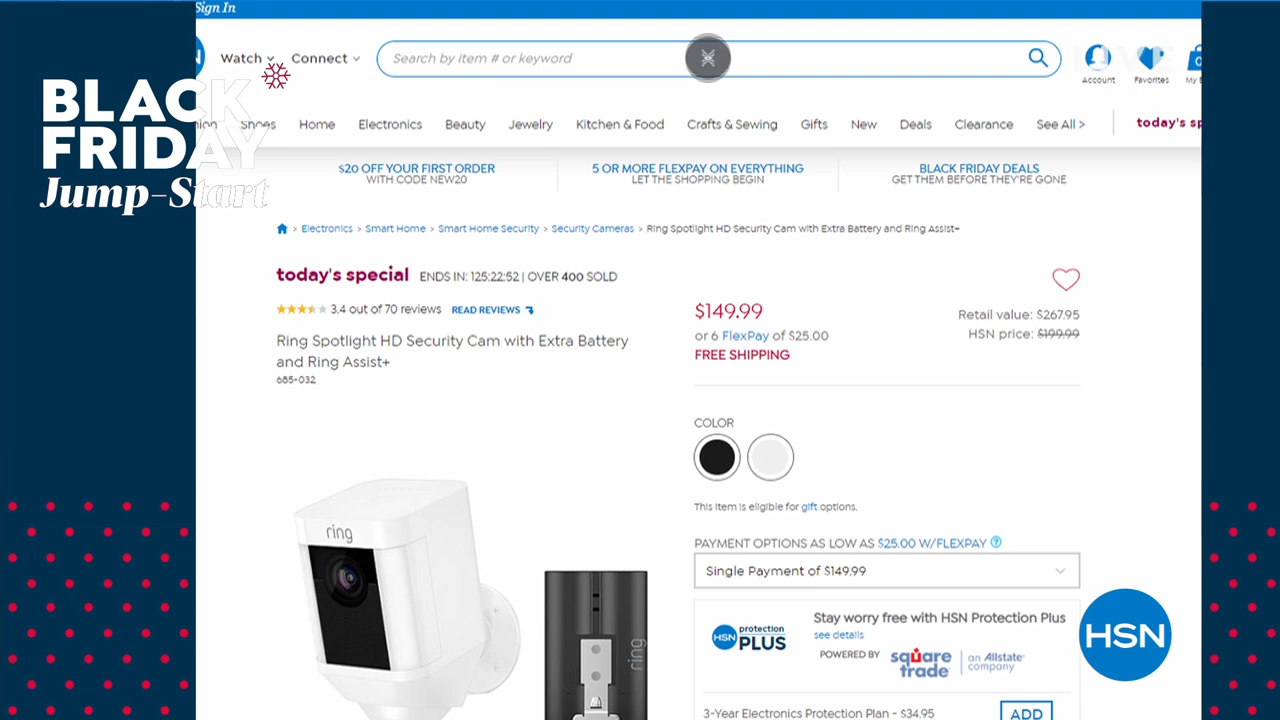 Sign In
BLACK
FRIDAY
Jump-Start
Watch
Connect
Search by item # or keyword
Account
Favorites
Shoes
Home
Electronics
Beauty
Jewelry
Kitchen & Food
Crafts & Sewing
Gifts
New
Deals
Clearance
See All >
today's sp
$20 OFF YOUR FIRST ORDER
WITH CODE NEW20
5 OR MORE FLEXPAY ON EVERYTHING
LET THE SHOPPING BEGIN
BLACK FRIDAY DEALS
GET THEM BEFORE THEY'RE GONE
> Electronics > Smart Home > Smart Home Security > Security Cameras > Ring Spotlight HD Security Cam with Extra Battery and Ring Assist+
today's special ENDS IN: 125:22:52 | OVER 400 SOLD
3.4 out of 70 reviews READ REVIEWS
Ring Spotlight HD Security Cam with Extra Battery
and Ring Assist+
685-032
$149.99
or 6 FlexPay of $25.00
FREE SHIPPING
Retail value: $267.95
HSN price: $199.99
COLOR
This item is eligible for gift options.
PAYMENT OPTIONS AS LOW AS $25.00 W/FLEXPAY ?
Single Payment of $149.99
HSN protection PLUS
Stay worry free with HSN Protection Plus
see details
POWERED BY
square trade
an Allstate company
3-Year Electronics Protection Plan - $34.95
ADD
ring
ring
HSN